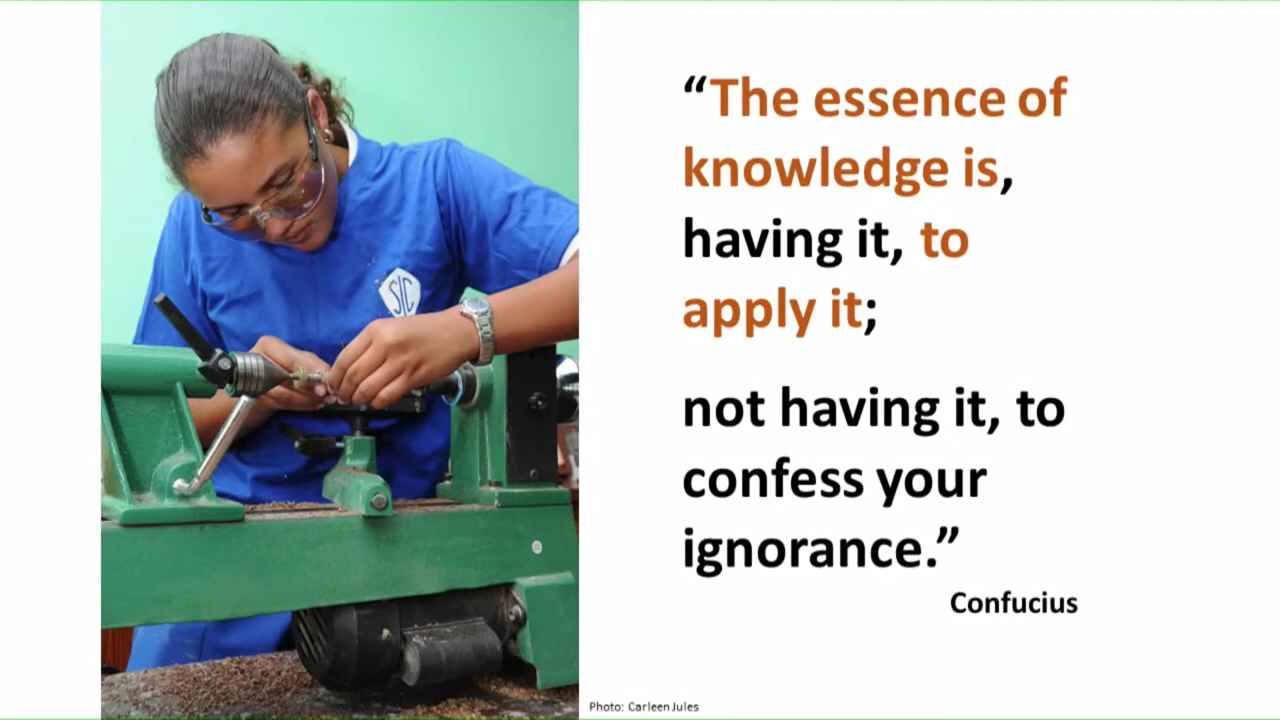 SIC
“The essence of
knowledge is,
having it, to
apply it;
not having it, to
confess your
ignorance.”
Confucius
Photo: Carleen Jules